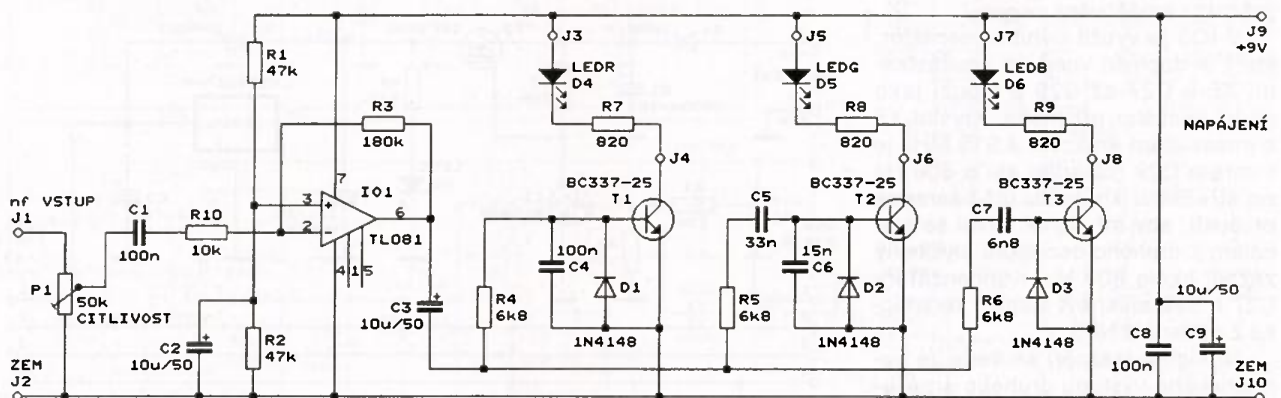 J3
J5
J7
J9
+9V
R1
47k
LEDR
D4
LEDG
D5
LEDB
D6
R3
180k
R7
820
R8
820
R9
820
NAPÁJENÍ
J4
J6
J8
7
IO1
3
+
2
-
6
TL081
4
1
5
BC337-25
T1
BC337-25
T2
BC337-25
T3
nf VSTUP
J1
C1
100n
R10
10k
C5
33n
C7
6n8
100n
C4
15n
C6
P1
50k
CITLIVOST
C3
10u/50
R4
6k8
D1
R5
6k8
D2
R6
6k8
D3
10u/50
C2
10u/50
R2
47k
1N4148
1N4148
1N4148
C8
100n
C9
ZEM
J2
ZEM
J10